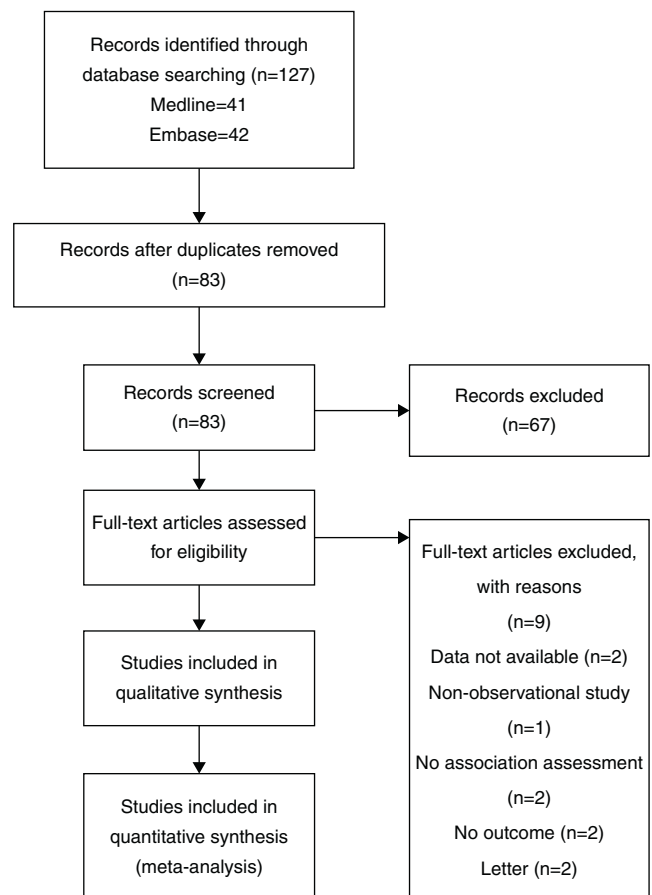 Records identified through
database searching (n=127)
Medline=41
Embase=42
Records after duplicates removed
(n=83)
Records screened
(n=83)
Records excluded
(n=67)
Full-text articles assessed
for eligibility
Full-text articles excluded,
with reasons
(n=9)
Data not available (n=2)
Non-observational study
(n=1)
No association assessment
(n=2)
No outcome (n=2)
Letter (n=2)
Studies included in
qualitative synthesis
Studies included in
quantitative synthesis
(meta-analysis)